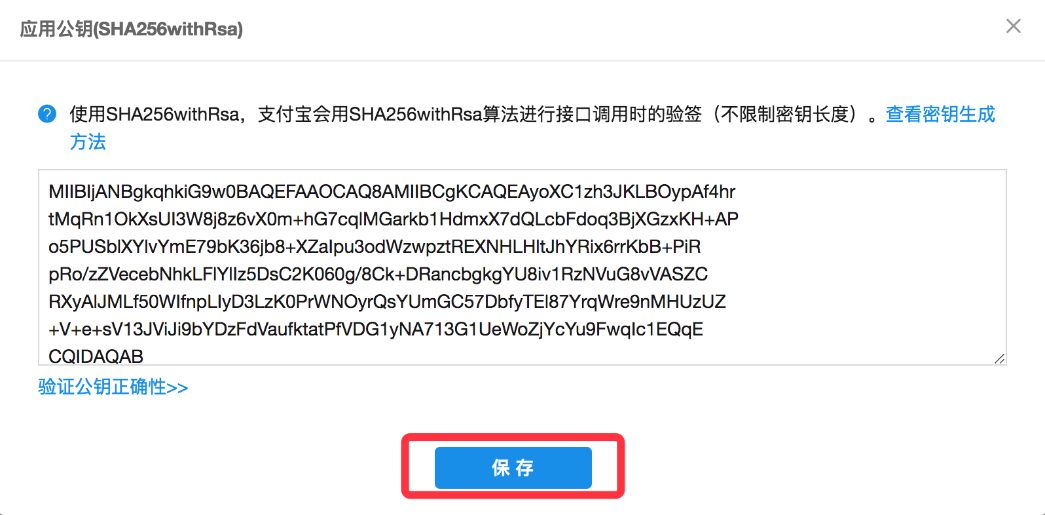 应用公钥(SHA256withRsa)
使用SHA256withRsa，支付宝会用SHA256withRsa算法进行接口调用时的验签（不限制密钥长度）。查看密钥生成
方法
MIIBIjANBgkqhkiG9w0BAQEFAAOCAQ8AMIIBCgKCAQEAyoXC1zh3JKLBOypAf4hr
tMqRn1OkXsUI3W8j8z6vX0m+hG7cqlMGarkb1HdmxX7dQLcbFdoq3BjXGzxKH+AP
o5PUSblXYlvYmE79bK36jb8+XZaIpu3odWzwpztREXNHLHltJhYRix6rrKbB+PiR
pRo/zZVecebNhkLFlYlIz5DsC2K060g/8Ck+DRancbgkgYU8iv1RzNVuG8vVASZC
RXyAlJMLf50WIfnpLIyD3LzK0PrWNOyrQsYUmGC57DbfyTEl87YrqWre9nMHUzUZ
+V+e+sV13JViJi9bYDzFdVaufktatPfVDG1yNA713G1UeWoZjYcYu9FwqIc1EQqE
CQIDAQAB
验证公钥正确性>>
保 存